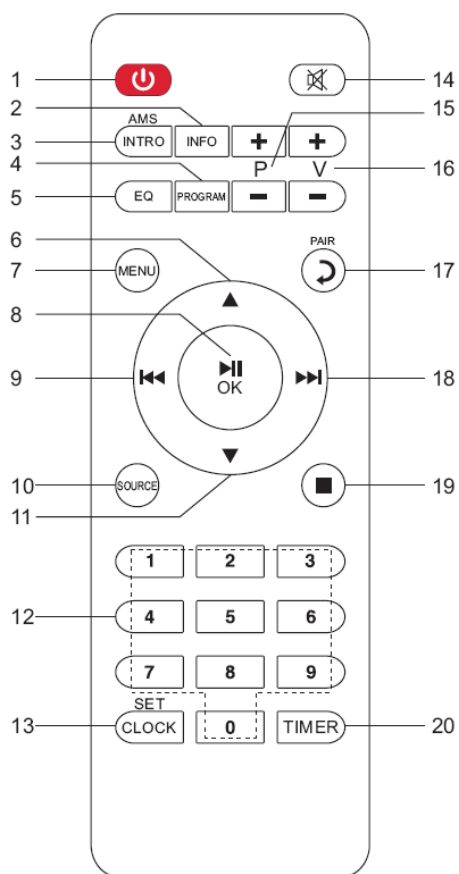 1
14
2
15
AMS
3
INTRO INFO + +
4
P V
16
5
EQ PROGRAM − −
6
PAIR
7
MENU
17
8
9
OK
18
10
SOURCE
19
11
1 2 3
12
4 5 6
7 8 9
SET
13
CLOCK 0 TIMER
20